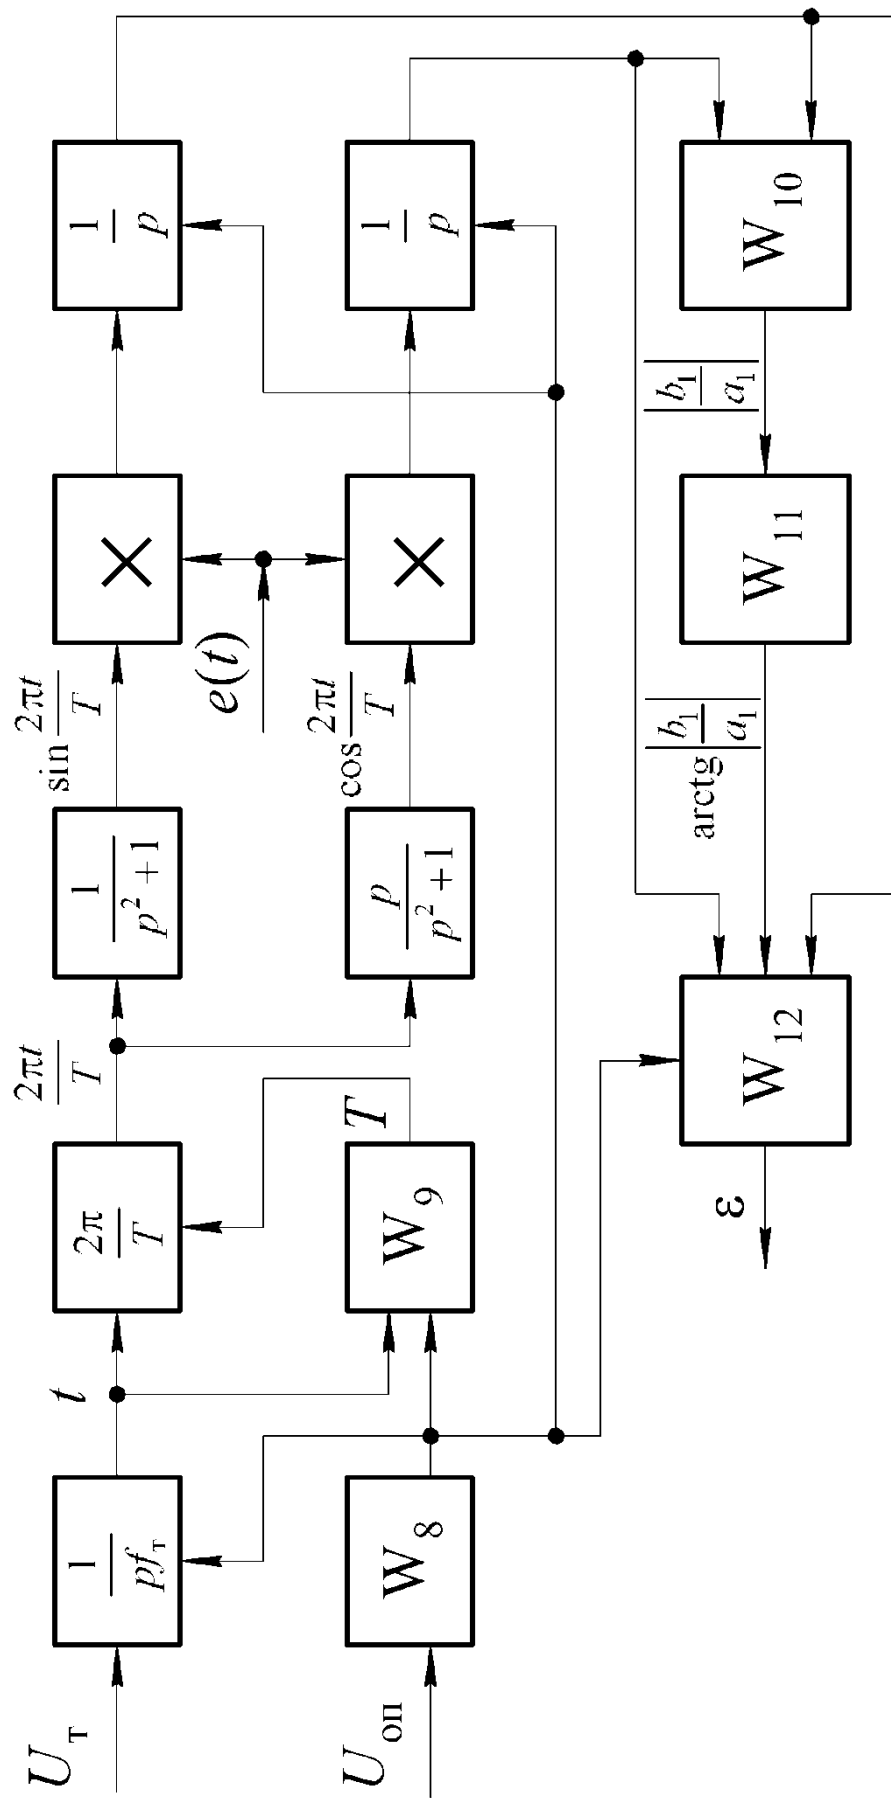 U_т
1/(pf_т)
t
2π/T
2πt/T
1/(p² + 1)
sin 2πt/T
×
1/p
U_оп
W_8
W_9
T
p/(p² + 1)
cos 2πt/T
e(t)
×
1/p
ε
W_12
arctg |b_1/a_1|
W_11
|b_1/a_1|
W_10